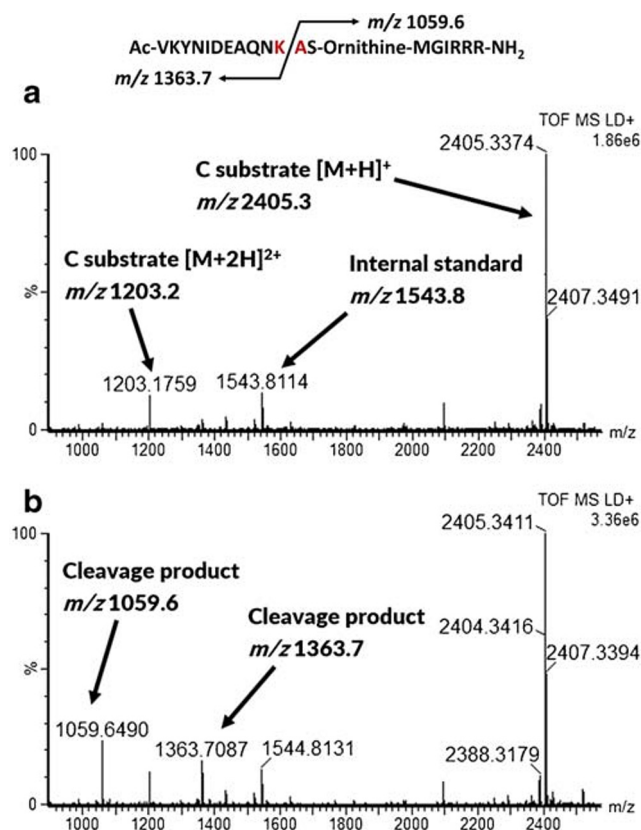 m/z 1059.6
Ac-VKYNIDEAQNK AS-Ornithine-MGIRRR-NH₂
m/z 1363.7
a
TOF MS LD+
1.86e6
100
2405.3374
C substrate [M+H]⁺
m/z 2405.3
C substrate [M+2H]²⁺
m/z 1203.2
Internal standard
m/z 1543.8
%
2407.3491
1203.1759
1543.8114
0
1000 1200 1400 1600 1800 2000 2200 2400 m/z
b
TOF MS LD+
3.36e6
100
2405.3411
Cleavage product
m/z 1059.6
Cleavage product
m/z 1363.7
2404.3416
2407.3394
%
1059.6490
1363.7087
1544.8131
2388.3179
0
1000 1200 1400 1600 1800 2000 2200 2400 m/z